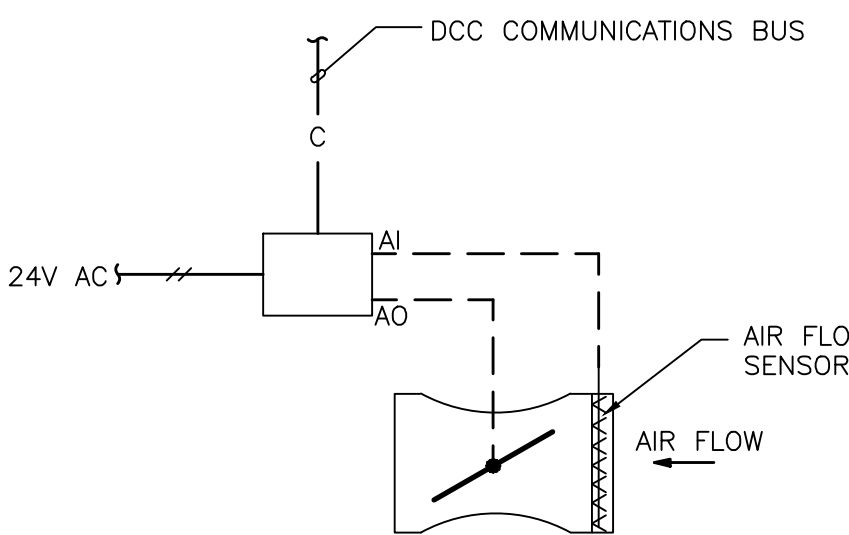 DCC COMMUNICATIONS BUS
C
AI
24V AC
AO
AIR FLO
SENSOR
AIR FLOW